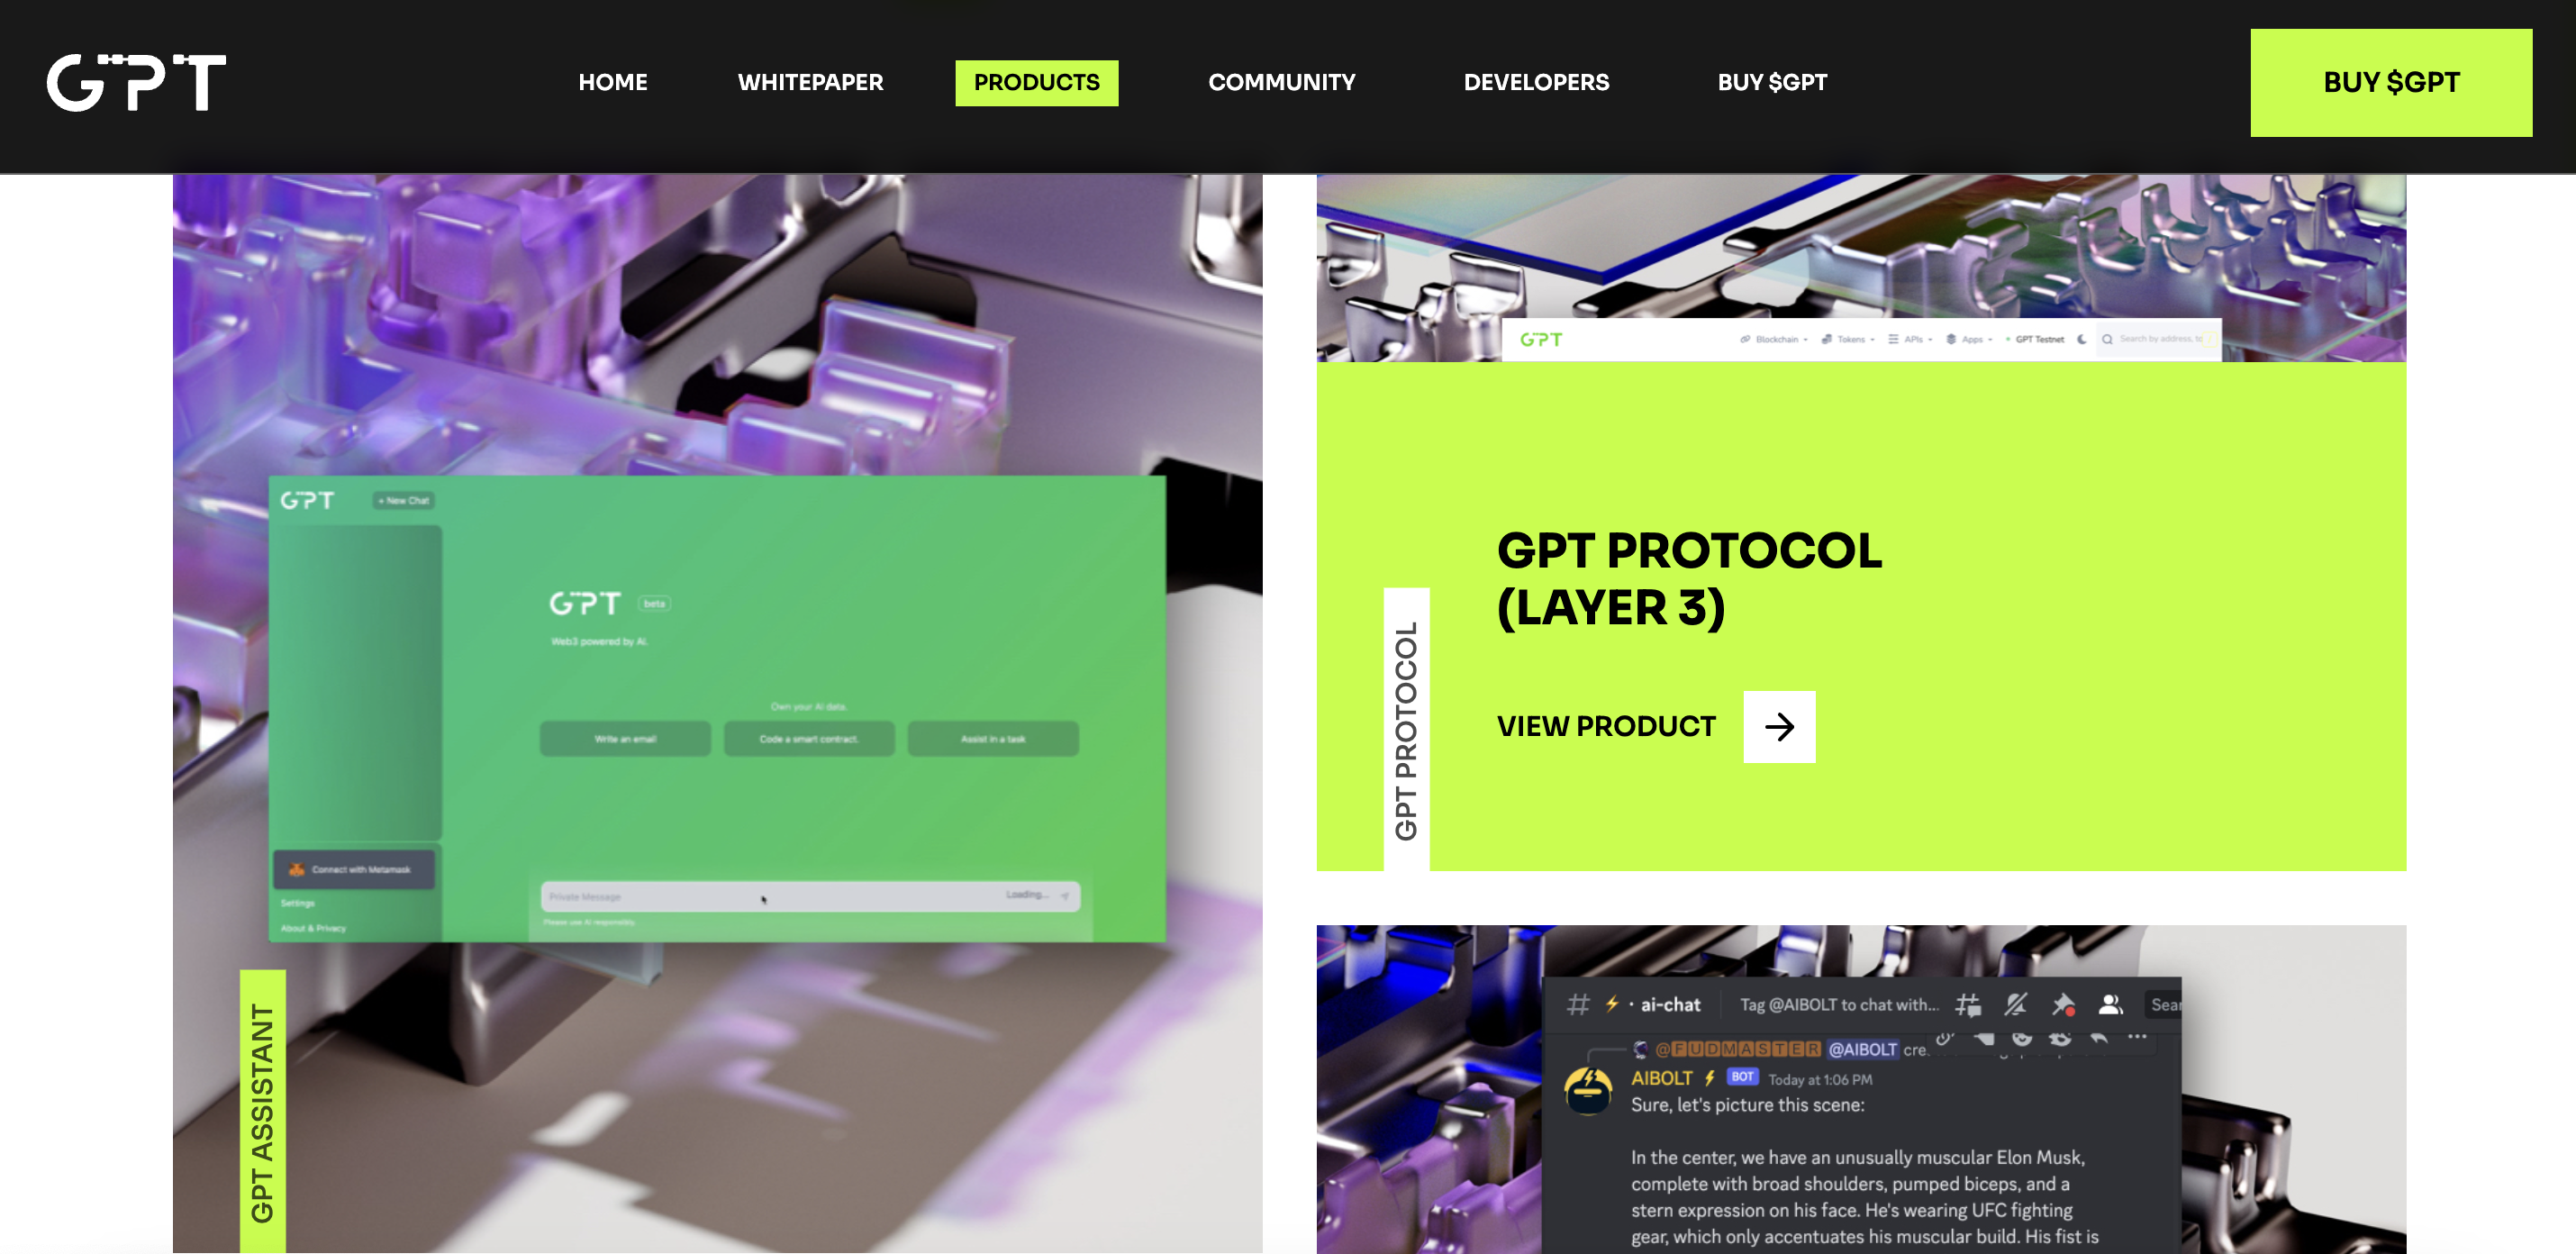 GPT
HOME
WHITEPAPER
PRODUCTS
COMMUNITY
DEVELOPERS
BUY $GPT
BUY $GPT
GPT
+ New Chat
GPT beta
Web3 powered by AI.
Own your AI data.
Write an email
Code a smart contract.
Assist in a task
Connect with Metamask
Settings
About & Privacy
Private Message
Loading...
Please use AI responsibly.
GPT ASSISTANT
GPT
Blockchain
Tokens
APIs
Apps
GPT Testnet
Search by address, to
GPT PROTOCOL
(LAYER 3)
VIEW PRODUCT
GPT PROTOCOL
# ⚡ · ai-chat
Tag @AIBOLT to chat with...
Sear
@FUDMASTER @AIBOLT cre
AIBOLT ⚡ BOT Today at 1:06 PM
Sure, let's picture this scene:
In the center, we have an unusually muscular Elon Musk,
complete with broad shoulders, pumped biceps, and a
stern expression on his face. He's wearing UFC fighting
gear, which only accentuates his muscular build. His fist is